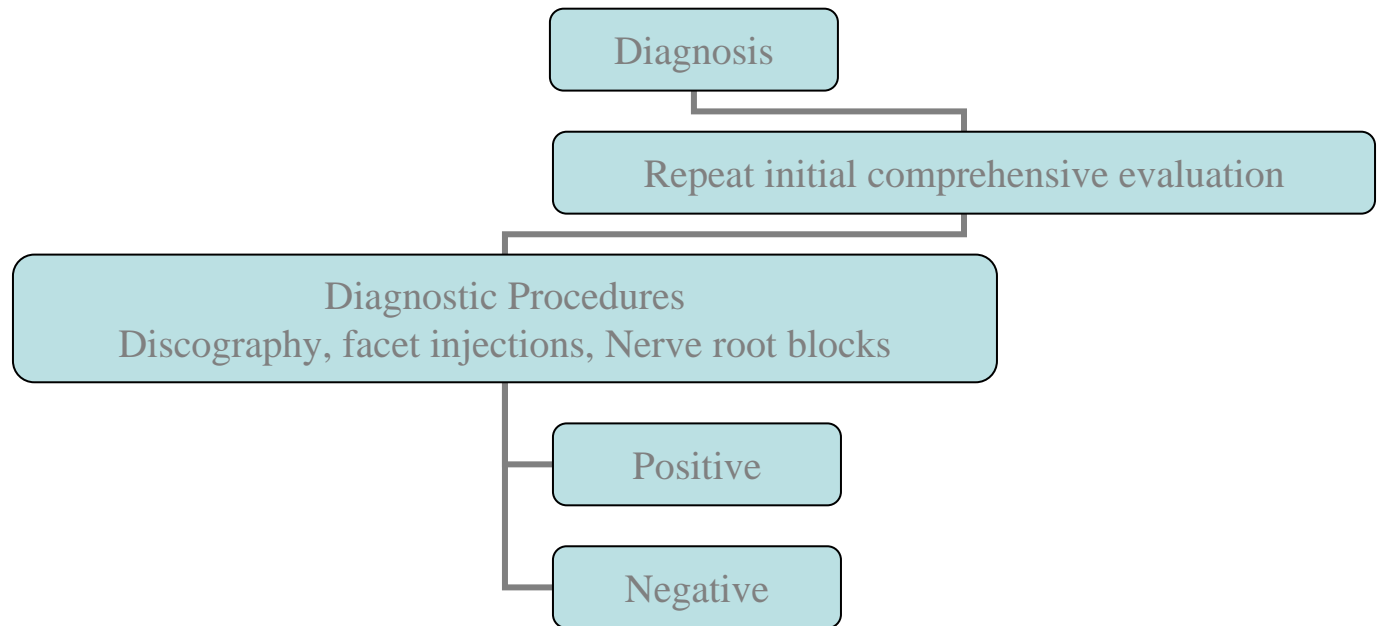 Diagnosis
Repeat initial comprehensive evaluation
Diagnostic Procedures
Discography, facet injections, Nerve root blocks
Positive
Negative